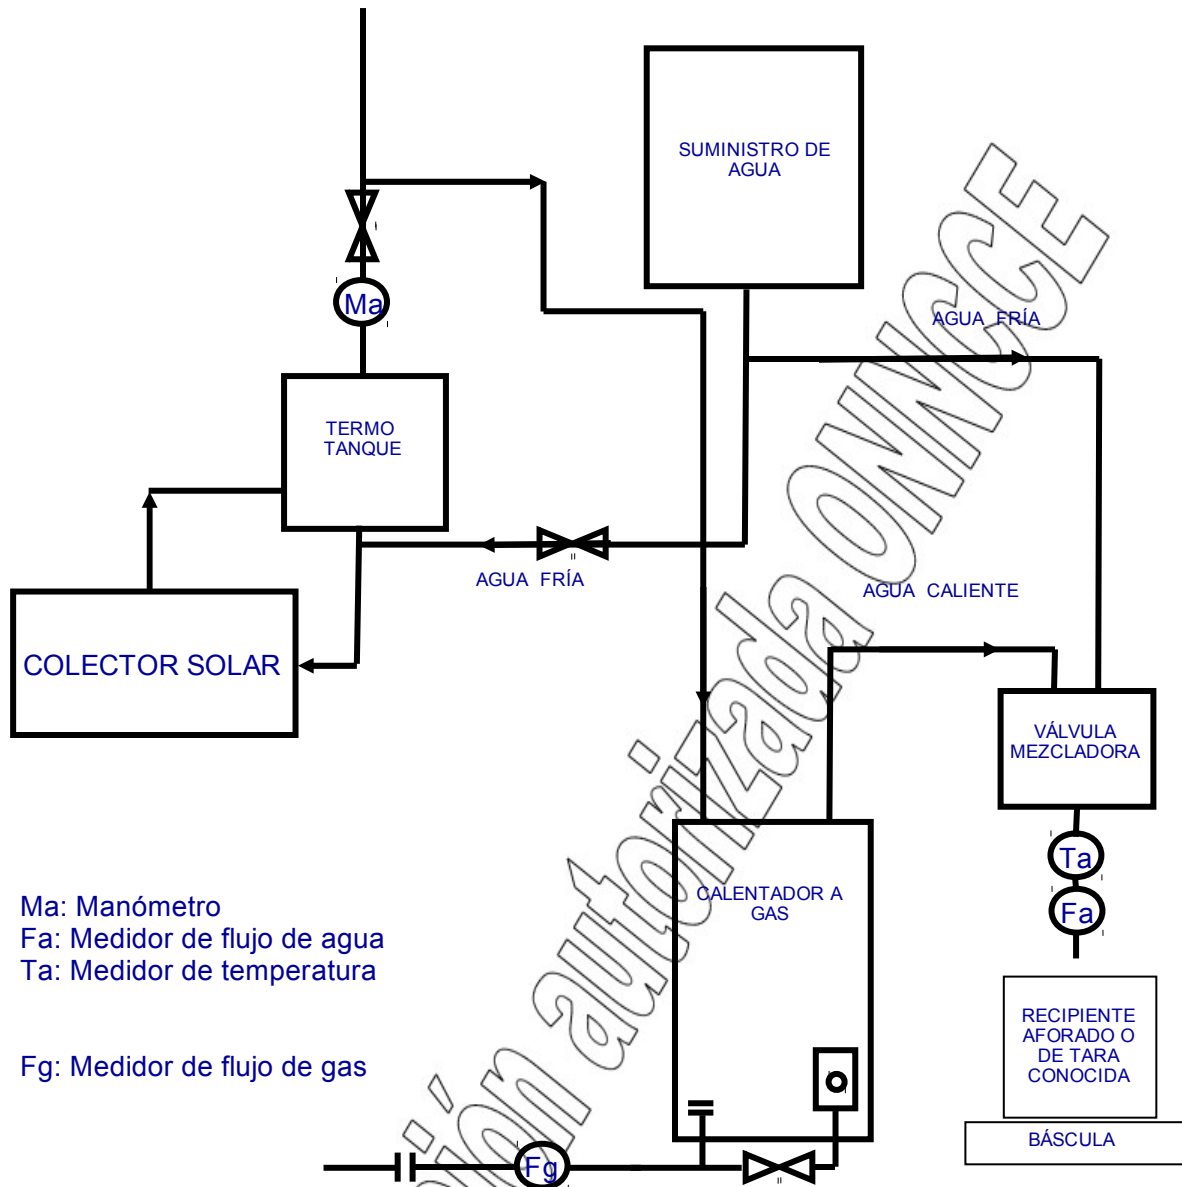 SUMINISTRO DE
AGUA
Ma
AGUA FRÍA
TERMO
TANQUE
AGUA FRÍA
AGUA CALIENTE
COLECTOR SOLAR
VÁLVULA
MEZCLADORA
Ta
Fa
CALENTADOR A
GAS
Ma: Manómetro
Fa: Medidor de flujo de agua
Ta: Medidor de temperatura
Fg: Medidor de flujo de gas
RECIPIENTE
AFORADO O
DE TARA
CONOCIDA
BÁSCULA
Fg
ión autorizada ONNCCE